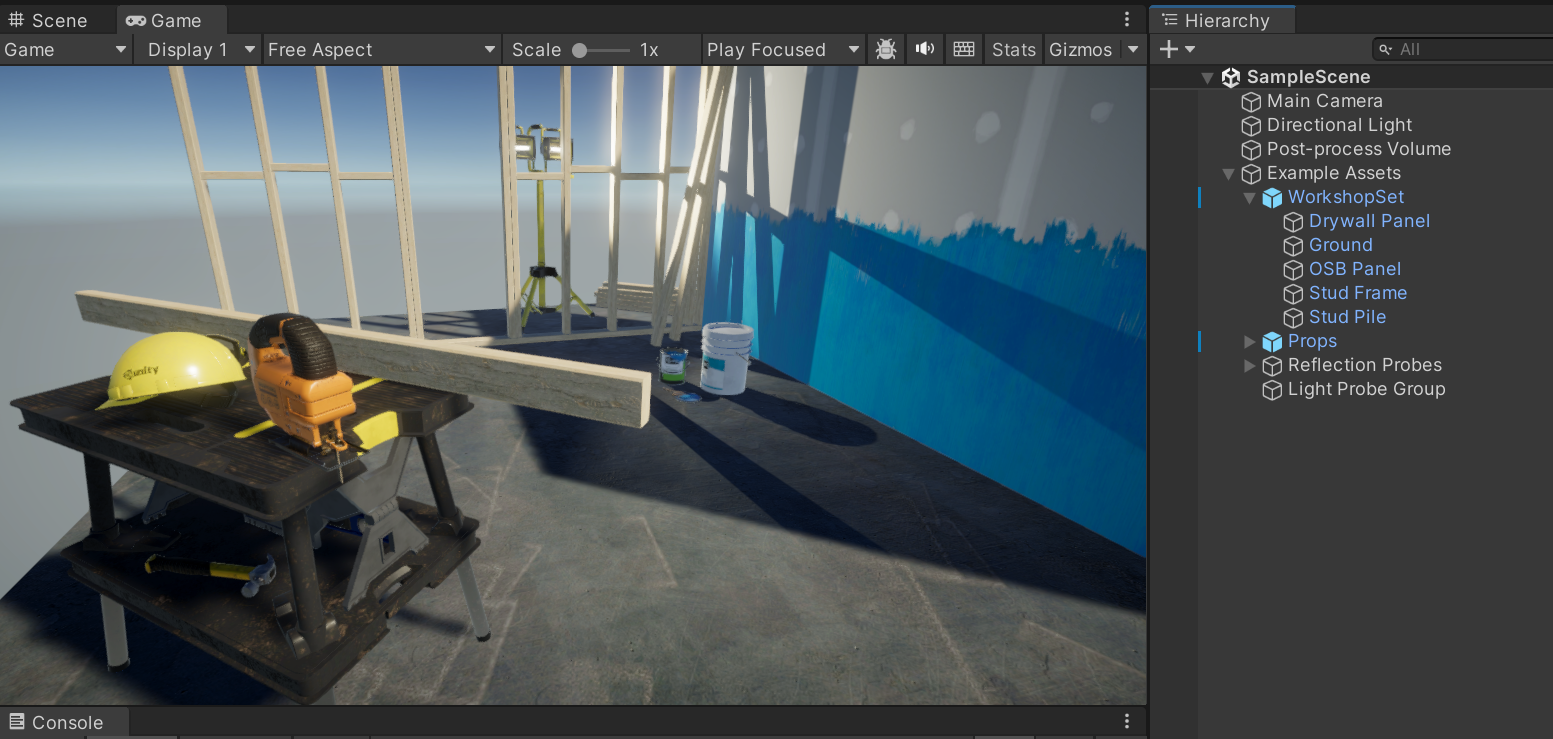 Scene
Game
Hierarchy
Game
Display 1
Free Aspect
Scale
1x
Play Focused
Stats
Gizmos
All
SampleScene
Main Camera
Directional Light
Post-process Volume
Example Assets
WorkshopSet
Drywall Panel
Ground
OSB Panel
Stud Frame
Stud Pile
Props
Reflection Probes
Light Probe Group
unity
Console